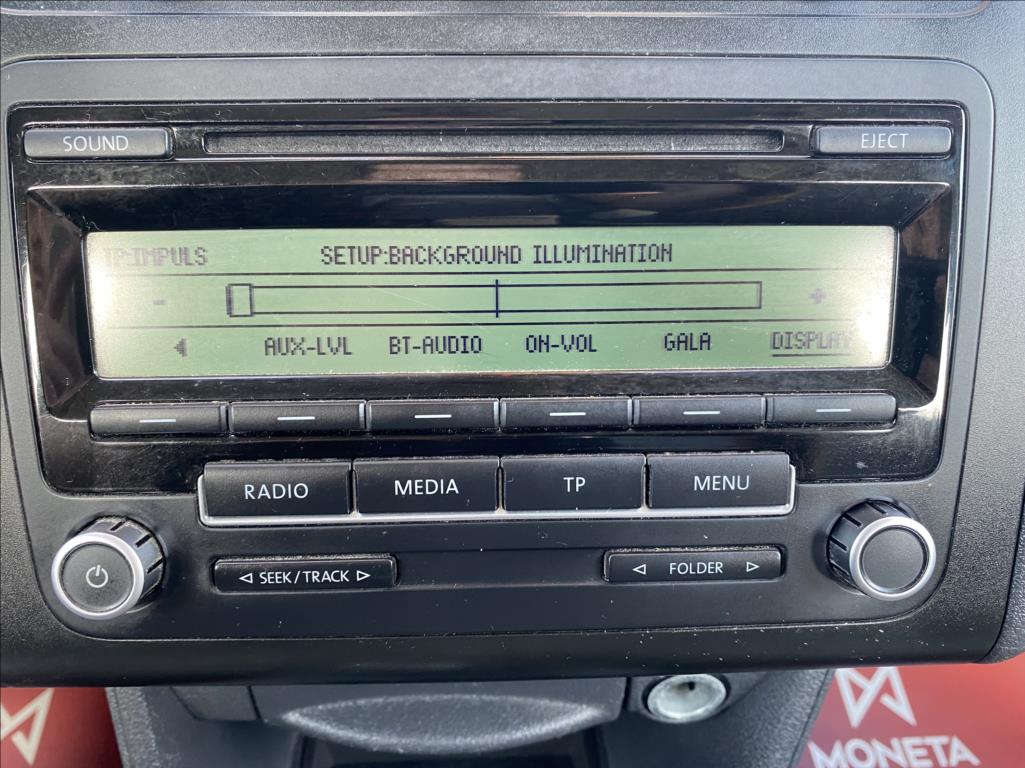 SOUND
EJECT
TP:IMPULS SETUP:BACKGROUND ILLUMINATION
- +
AUX-LVL BT-AUDIO ON-VOL GALA DISPLAY
RADIO MEDIA TP MENU
SEEK / TRACK
FOLDER
MONETA